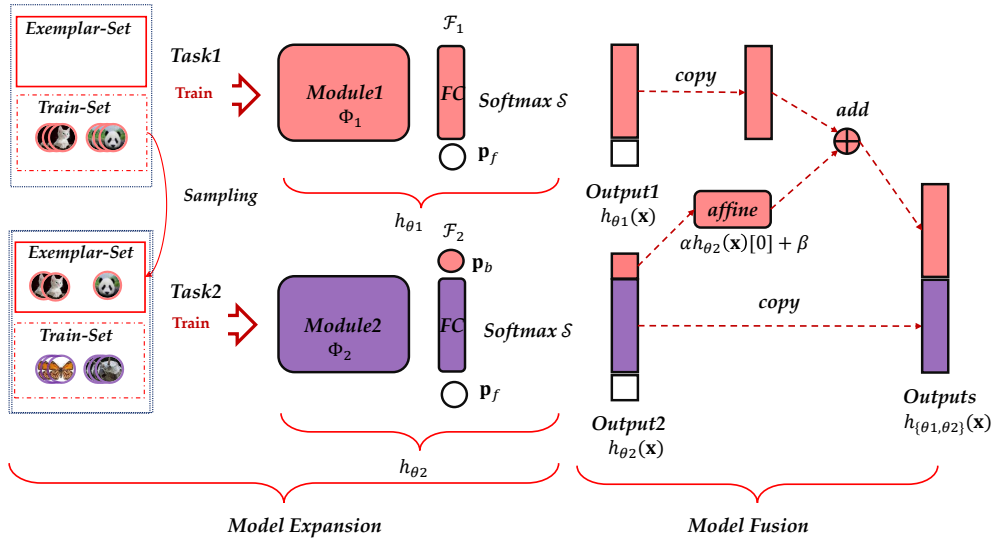 Exemplar-Set
Train-Set
Sampling
Task1
Train
Module1
Φ₁
ℱ₁
FC
Softmax 𝒮
p_f
h_θ1
Exemplar-Set
Train-Set
Task2
Train
Module2
Φ₂
ℱ₂
p_b
FC
Softmax 𝒮
p_f
h_θ2
Model Expansion
copy
add
Output1
h_θ1(x)
affine
αh_θ2(x)[0] + β
copy
Output2
h_θ2(x)
Outputs
h_{θ1,θ2}(x)
Model Fusion